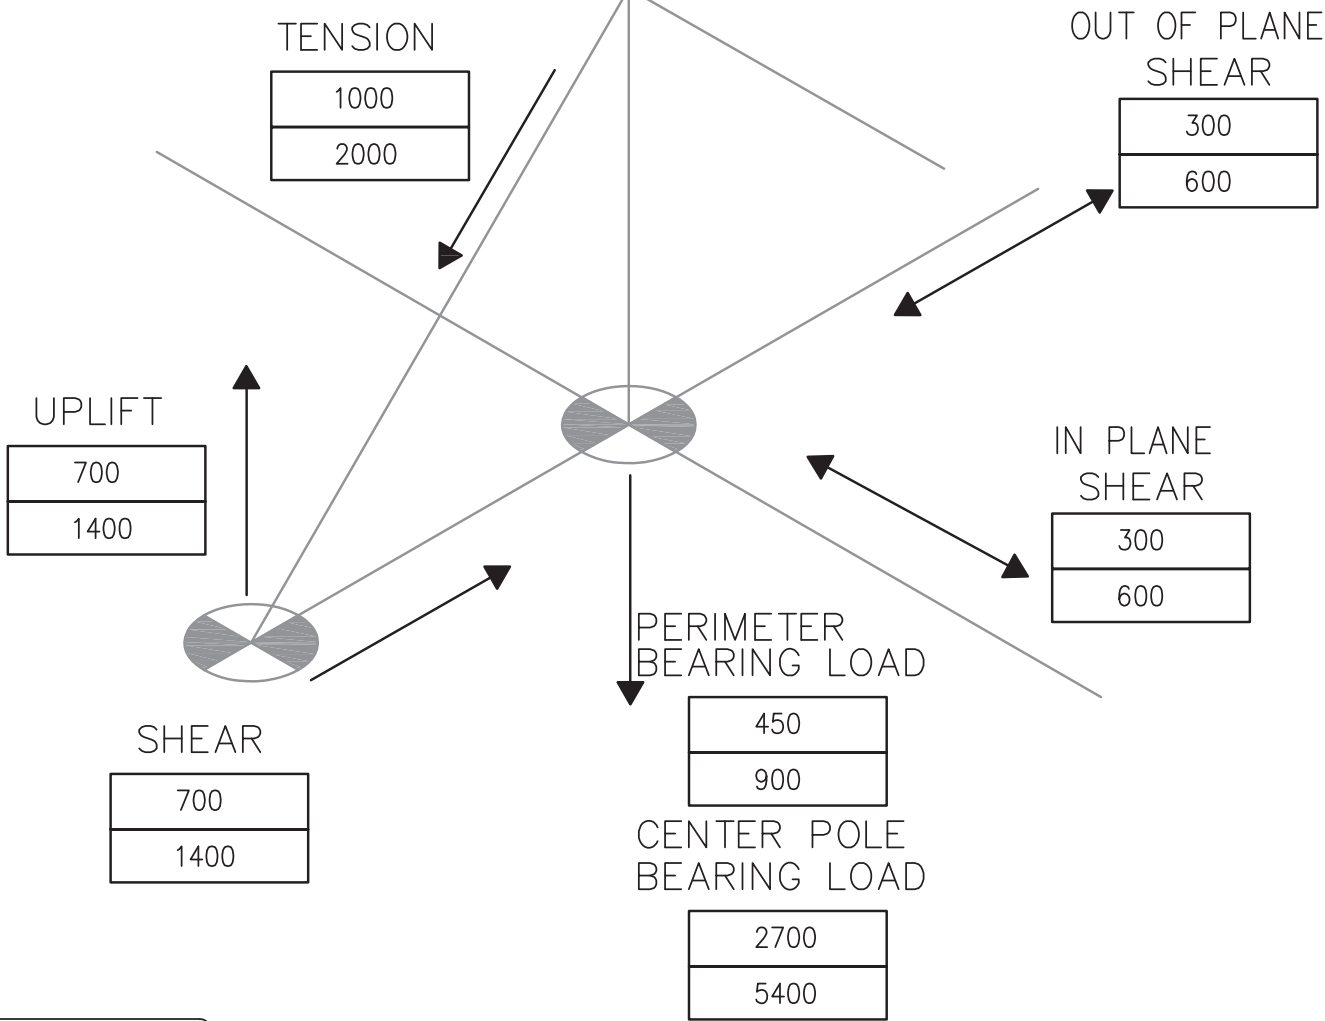 TENSION
1000
2000
OUT OF PLANE
SHEAR
300
600
UPLIFT
700
1400
IN PLANE
SHEAR
300
600
PERIMETER
BEARING LOAD
450
900
SHEAR
700
1400
CENTER POLE
BEARING LOAD
2700
5400